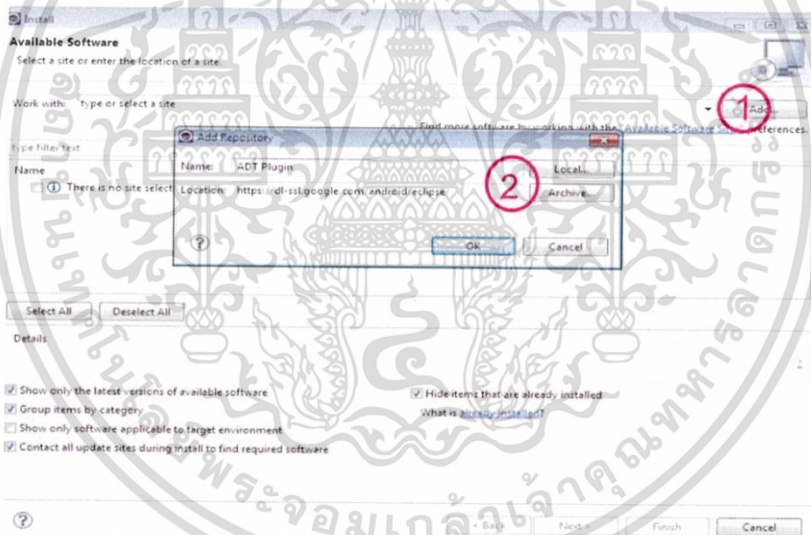 Install
Available Software
Select a site or enter the location of a site.
Work with: type or select a site
Add...
1
Find more software by working with the "Available Software Sites" preferences.
type filter text
Name
There is no site select
Add Repository
Name: ADT Plugin
Local...
Location: https://dl-ssl.google.com/android/eclipse
2
Archive...
?
OK
Cancel
Select All
Deselect All
Details
Show only the latest versions of available software
Hide items that are already installed
Group items by category
What is already installed?
Show only software applicable to target environment
Contact all update sites during install to find required software
?
< Back
Next >
Finish
Cancel